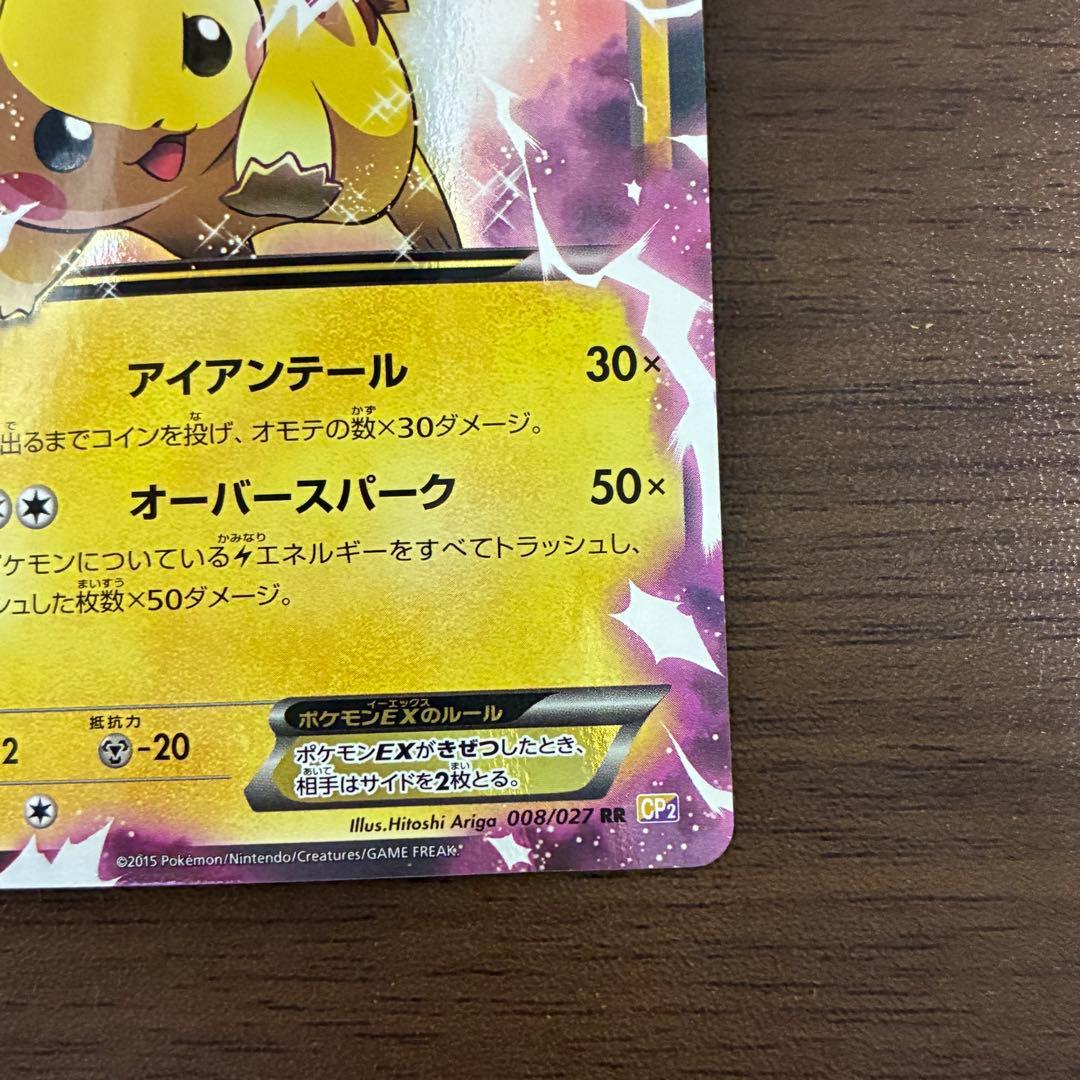 アイアンテール 30×
出るまでコインを投げ、オモテの数×30ダメージ。
オーバースパーク 50×
ケモンについているエネルギーをすべてトラッシュし、
シュした枚数×50ダメージ。
抵抗力
2 -20
ポケモンEXのルール
ポケモンEXがきぜつしたとき、
相手はサイドを2枚とる。
Illus.Hitoshi Ariga 008/027 RR CP2
©2015 Pokémon/Nintendo/Creatures/GAME FREAK.